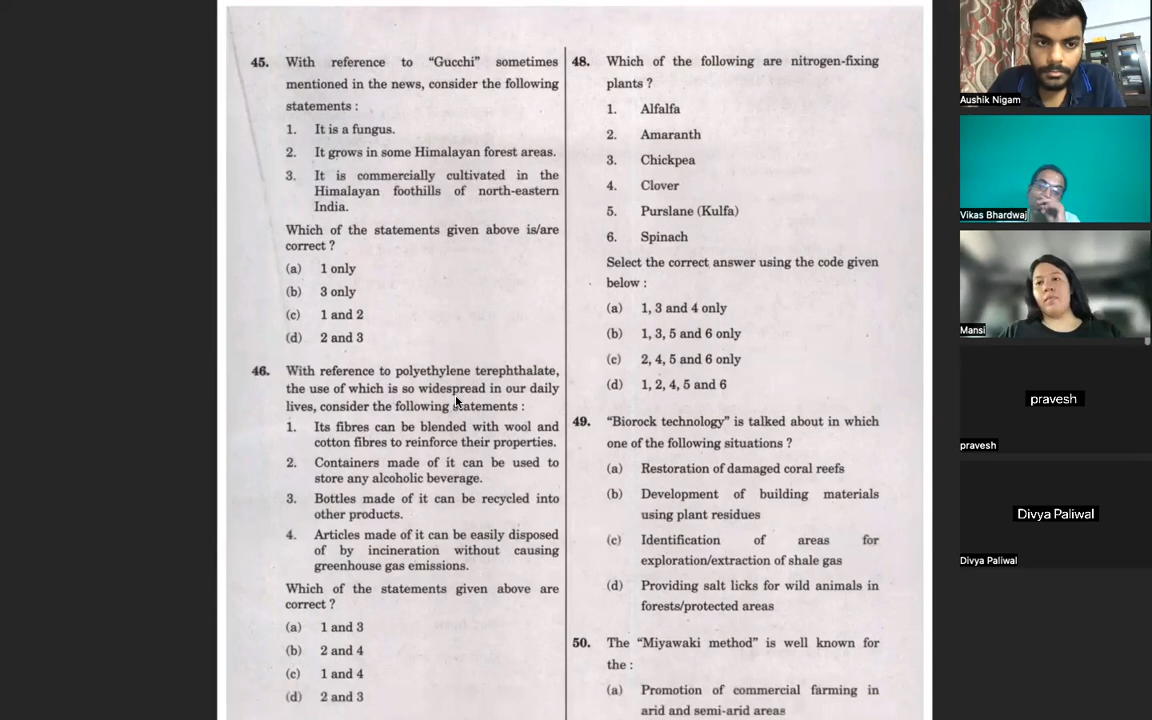 45. With reference to “Gucchi” sometimes
mentioned in the news, consider the following
statements :
1. It is a fungus.
2. It grows in some Himalayan forest areas.
3. It is commercially cultivated in the
Himalayan foothills of north-eastern
India.
Which of the statements given above is/are
correct ?
(a) 1 only
(b) 3 only
(c) 1 and 2
(d) 2 and 3
46. With reference to polyethylene terephthalate,
the use of which is so widespread in our daily
lives, consider the following statements :
1. Its fibres can be blended with wool and
cotton fibres to reinforce their properties.
2. Containers made of it can be used to
store any alcoholic beverage.
3. Bottles made of it can be recycled into
other products.
4. Articles made of it can be easily disposed
of by incineration without causing
greenhouse gas emissions.
Which of the statements given above are
correct ?
(a) 1 and 3
(b) 2 and 4
(c) 1 and 4
(d) 2 and 3
48. Which of the following are nitrogen-fixing
plants ?
1. Alfalfa
2. Amaranth
3. Chickpea
4. Clover
5. Purslane (Kulfa)
6. Spinach
Select the correct answer using the code given
below :
(a) 1, 3 and 4 only
(b) 1, 3, 5 and 6 only
(c) 2, 4, 5 and 6 only
(d) 1, 2, 4, 5 and 6
49. “Biorock technology” is talked about in which
one of the following situations ?
(a) Restoration of damaged coral reefs
(b) Development of building materials
using plant residues
(c) Identification of areas for
exploration/extraction of shale gas
(d) Providing salt licks for wild animals in
forests/protected areas
50. The “Miyawaki method” is well known for
the :
(a) Promotion of commercial farming in
arid and semi-arid areas
Aushik Nigam
Vikas Bhardwaj
Mansi
pravesh
pravesh
Divya Paliwal
Divya Paliwal